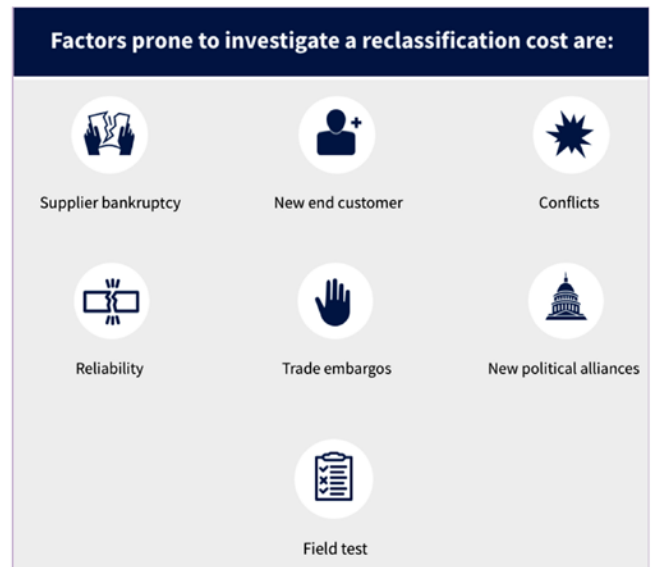 Factors prone to investigate a reclassification cost are:
Supplier bankruptcy
New end customer
Conflicts
Reliability
Trade embargos
New political alliances
Field test